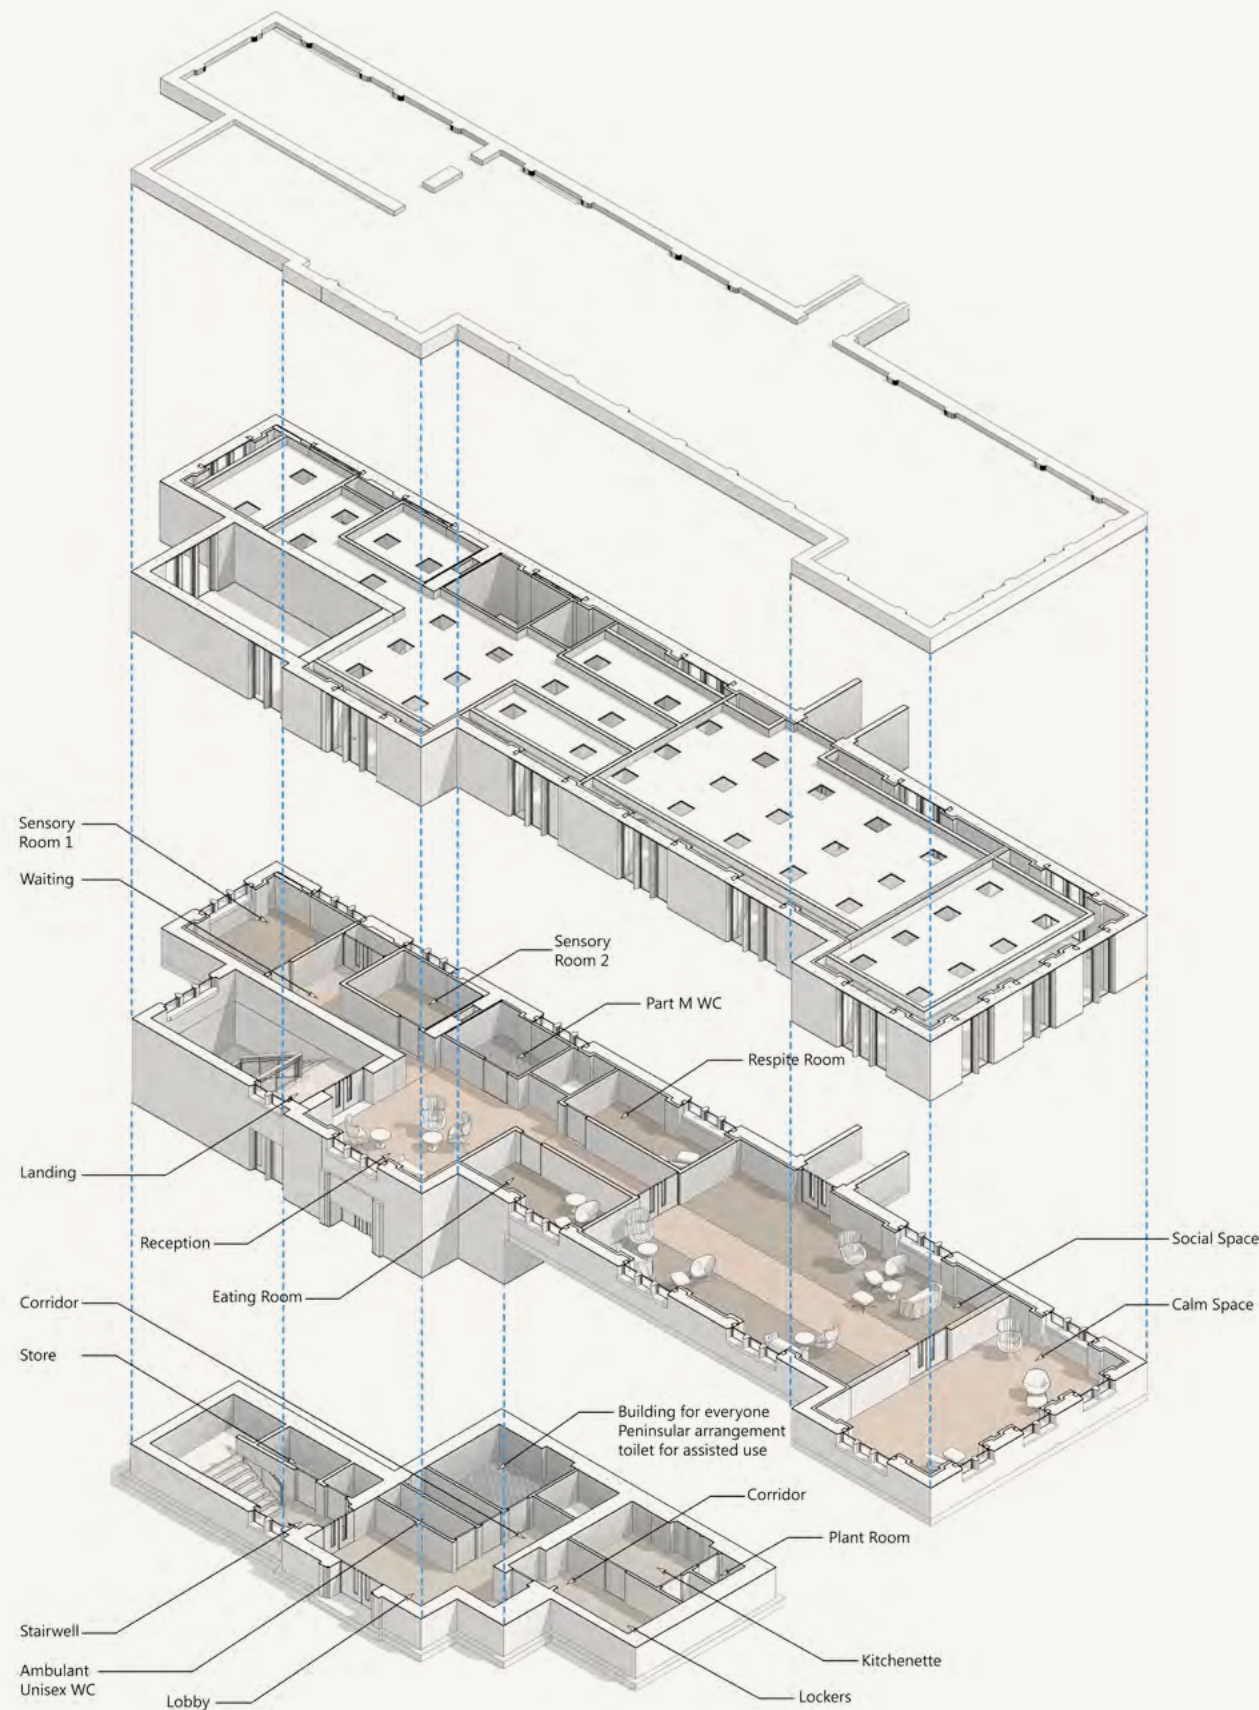 Sensory
Room 1
Waiting
Sensory
Room 2
Part M WC
Respite Room
Landing
Reception
Eating Room
Social Space
Calm Space
Corridor
Store
Building for everyone
Peninsular arrangement
toilet for assisted use
Corridor
Plant Room
Stairwell
Ambulant
Unisex WC
Lobby
Kitchenette
Lockers